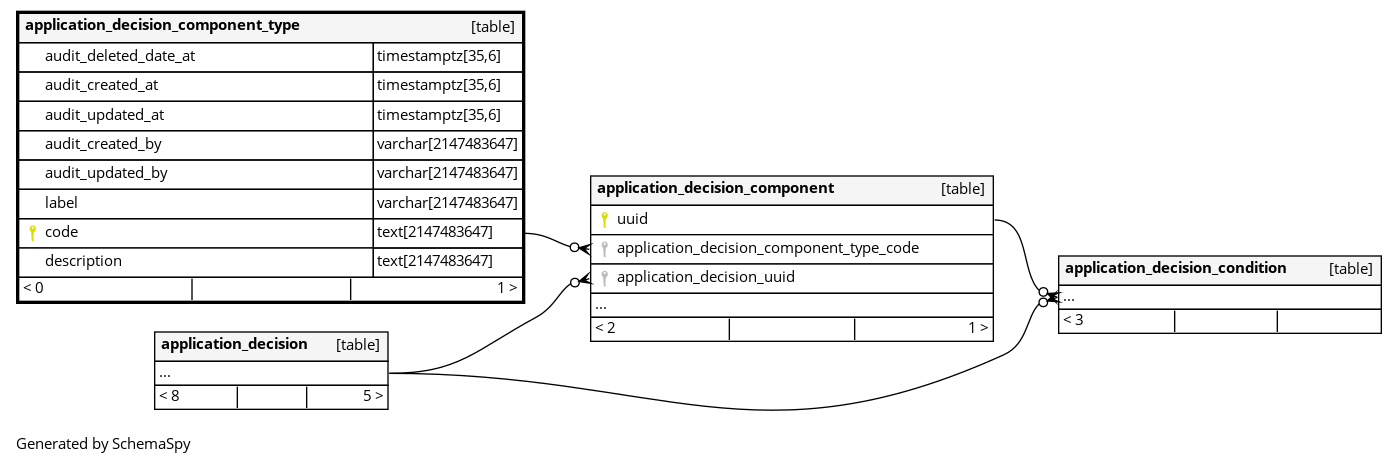 application_decision_component_type [table]
audit_deleted_date_at timestamptz[35,6]
audit_created_at timestamptz[35,6]
audit_updated_at timestamptz[35,6]
audit_created_by varchar[2147483647]
audit_updated_by varchar[2147483647]
label varchar[2147483647]
code text[2147483647]
description text[2147483647]
< 0 1 >
application_decision [table]
...
< 8 5 >
application_decision_component [table]
uuid
application_decision_component_type_code
application_decision_uuid
...
< 2 1 >
application_decision_condition [table]
...
< 3
Generated by SchemaSpy